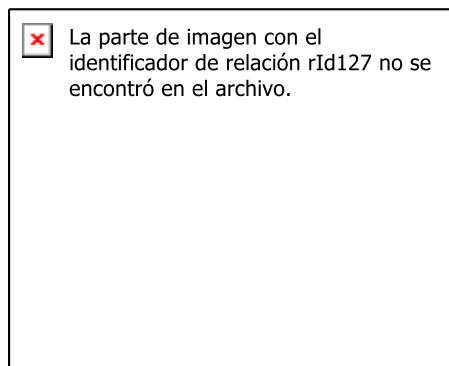 La parte de imagen con el
identificador de relación rId127 no se
encontró en el archivo.